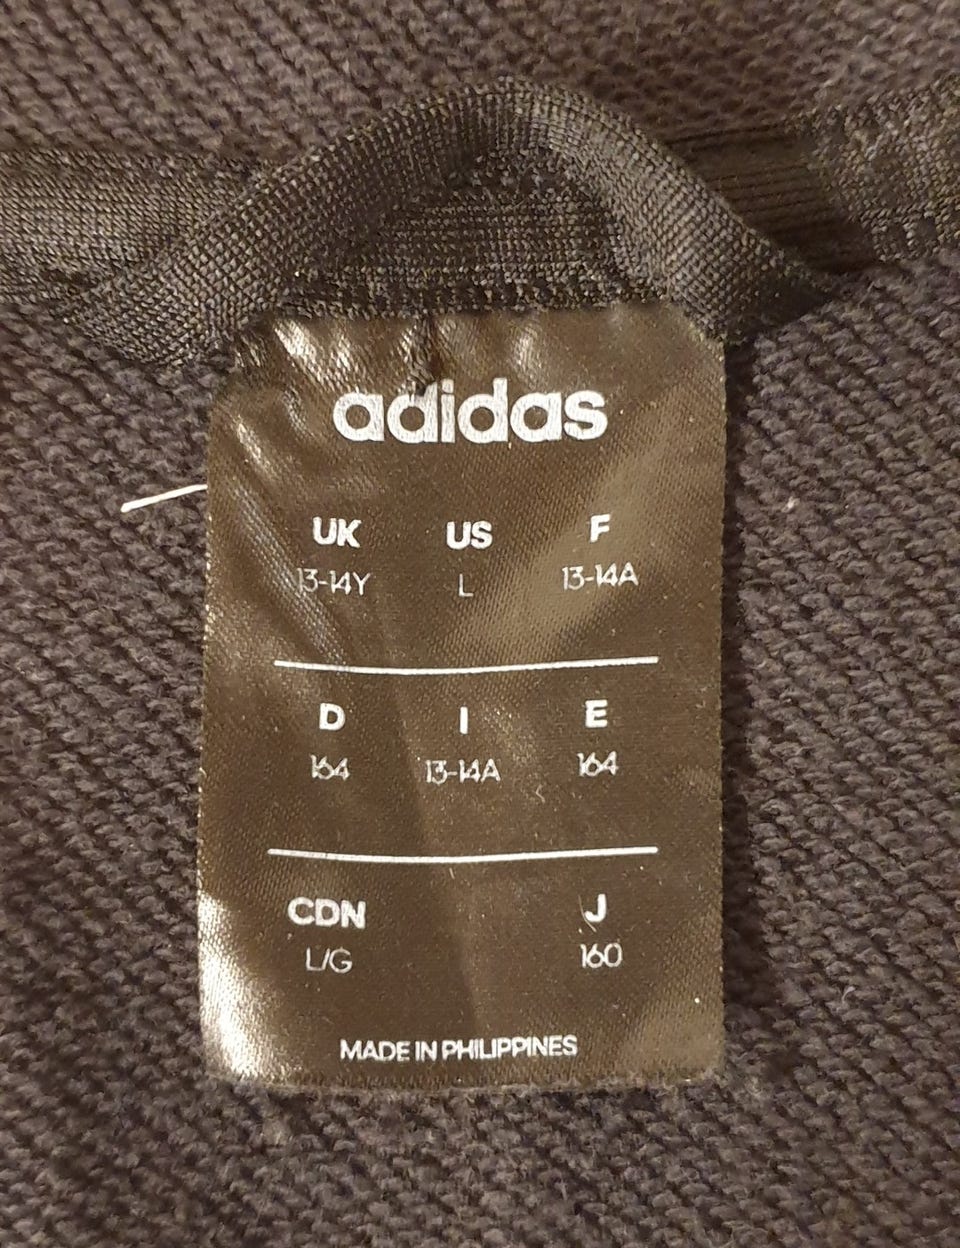 adidas
UK US F
13-14Y L 13-14A
D I E
164 13-14A 164
CDN J
L/G 160
MADE IN PHILIPPINES